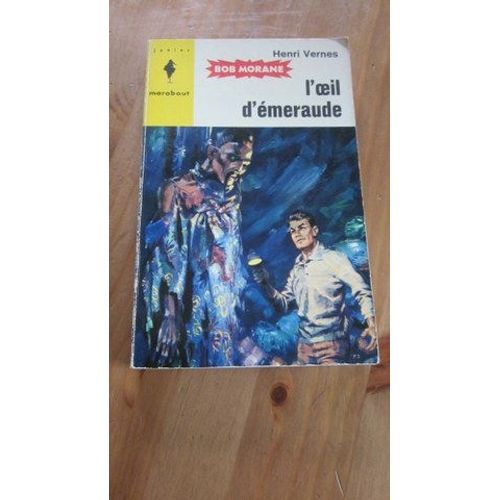 junior
marabout
Henri Vernes
BOB MORANE
l'œil
d'émeraude